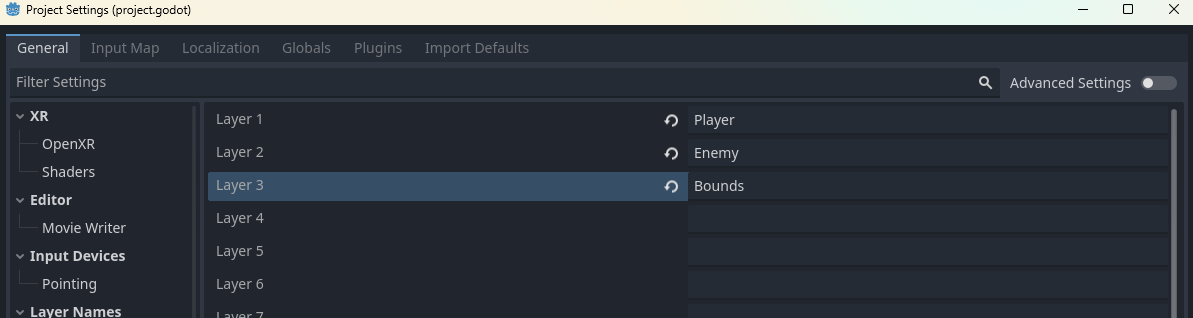 Project Settings (project.godot)
General Input Map Localization Globals Plugins Import Defaults
Filter Settings Advanced Settings
XR
OpenXR
Shaders
Editor
Movie Writer
Input Devices
Pointing
Layer Names
Layer 1 Player
Layer 2 Enemy
Layer 3 Bounds
Layer 4
Layer 5
Layer 6
Layer 7